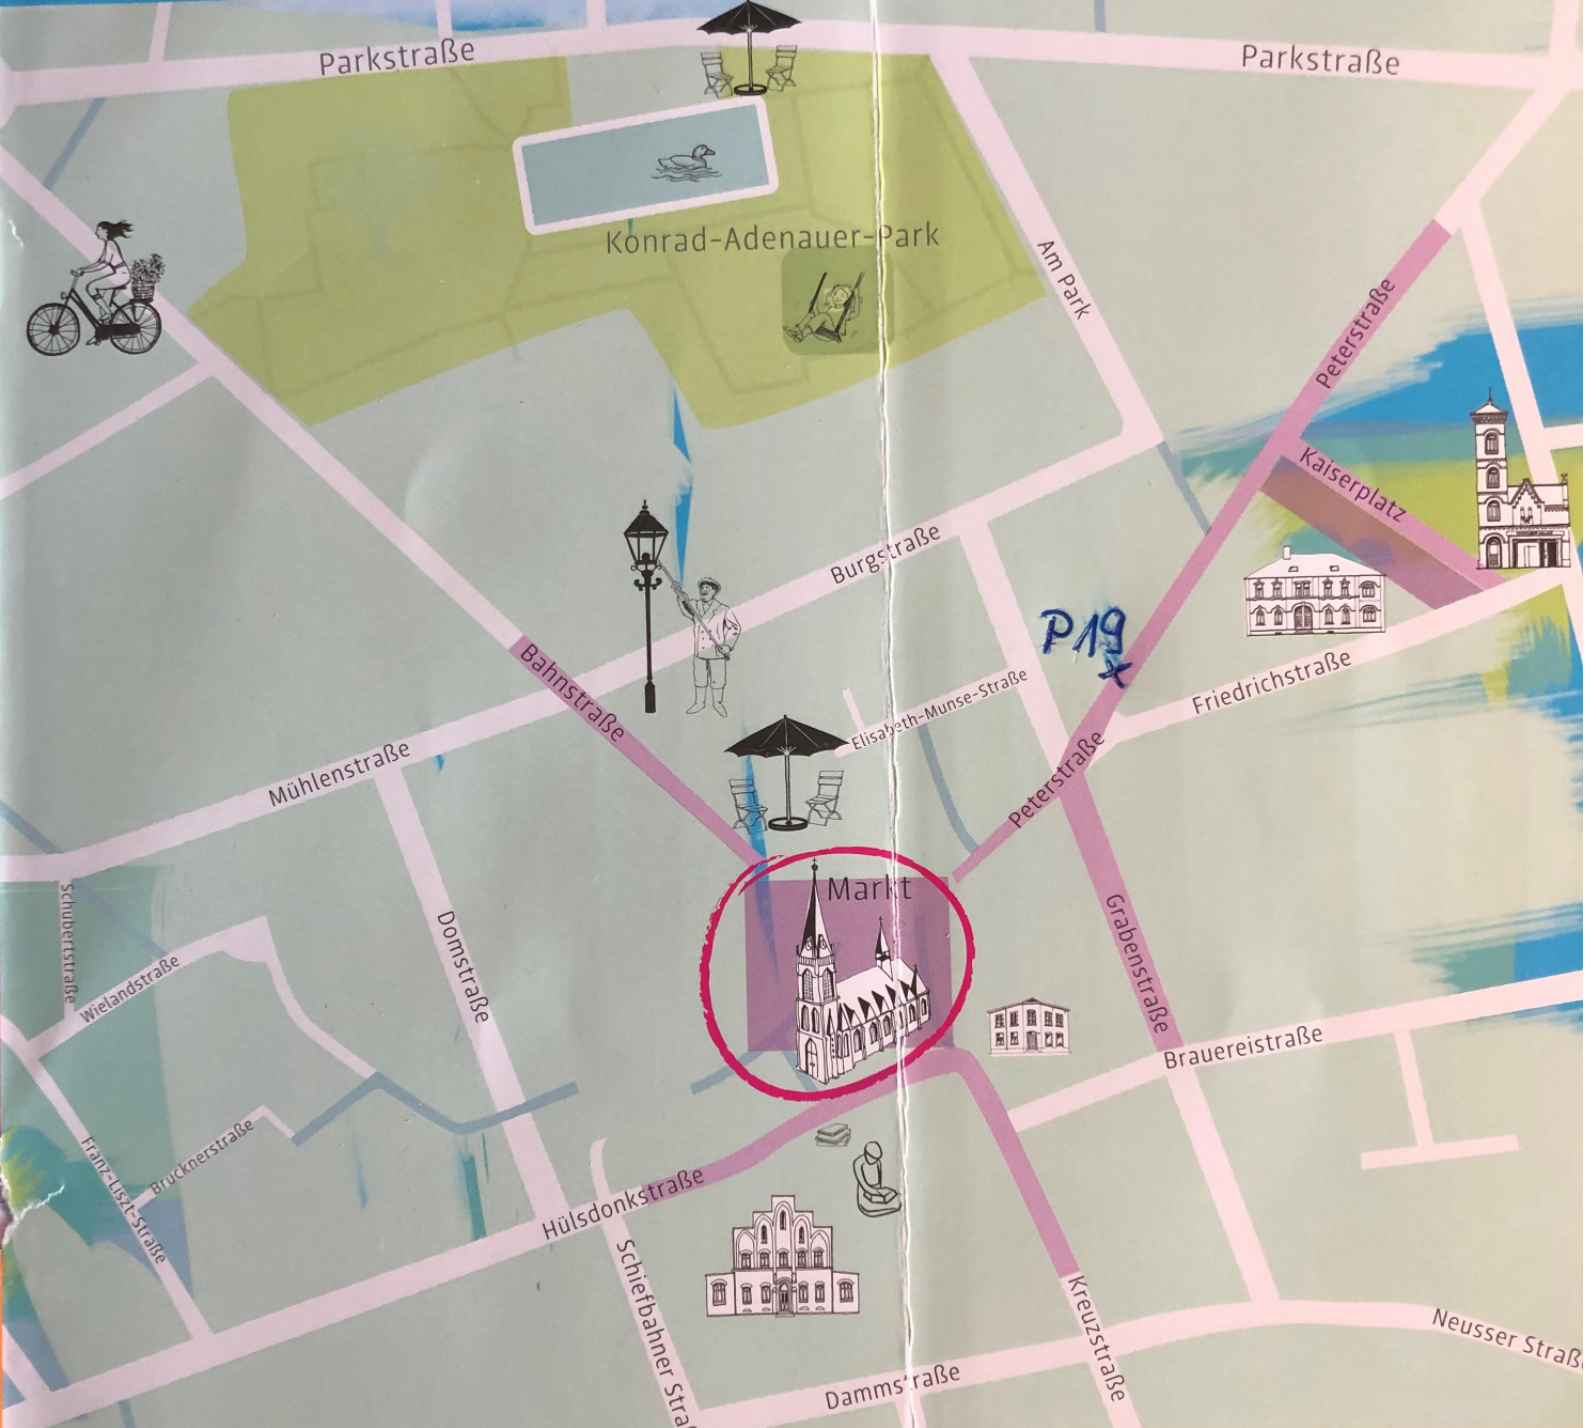 Parkstraße
Parkstraße
Konrad-Adenauer-Park
Am Park
Peterstraße
Kaiserplatz
Burgstraße
P19
x
Bahnstraße
Friedrichstraße
Elisabeth-Munse-Straße
Mühlenstraße
Peterstraße
Markt
Schubertstraße
Domstraße
Grabenstraße
Wielandstraße
Brauereistraße
Franz-Liszt-Straße
Brucknerstraße
Hülsdonkstraße
Schiefbahner Stra
Kreuzstraße
Neusser Straß
Dammstraße